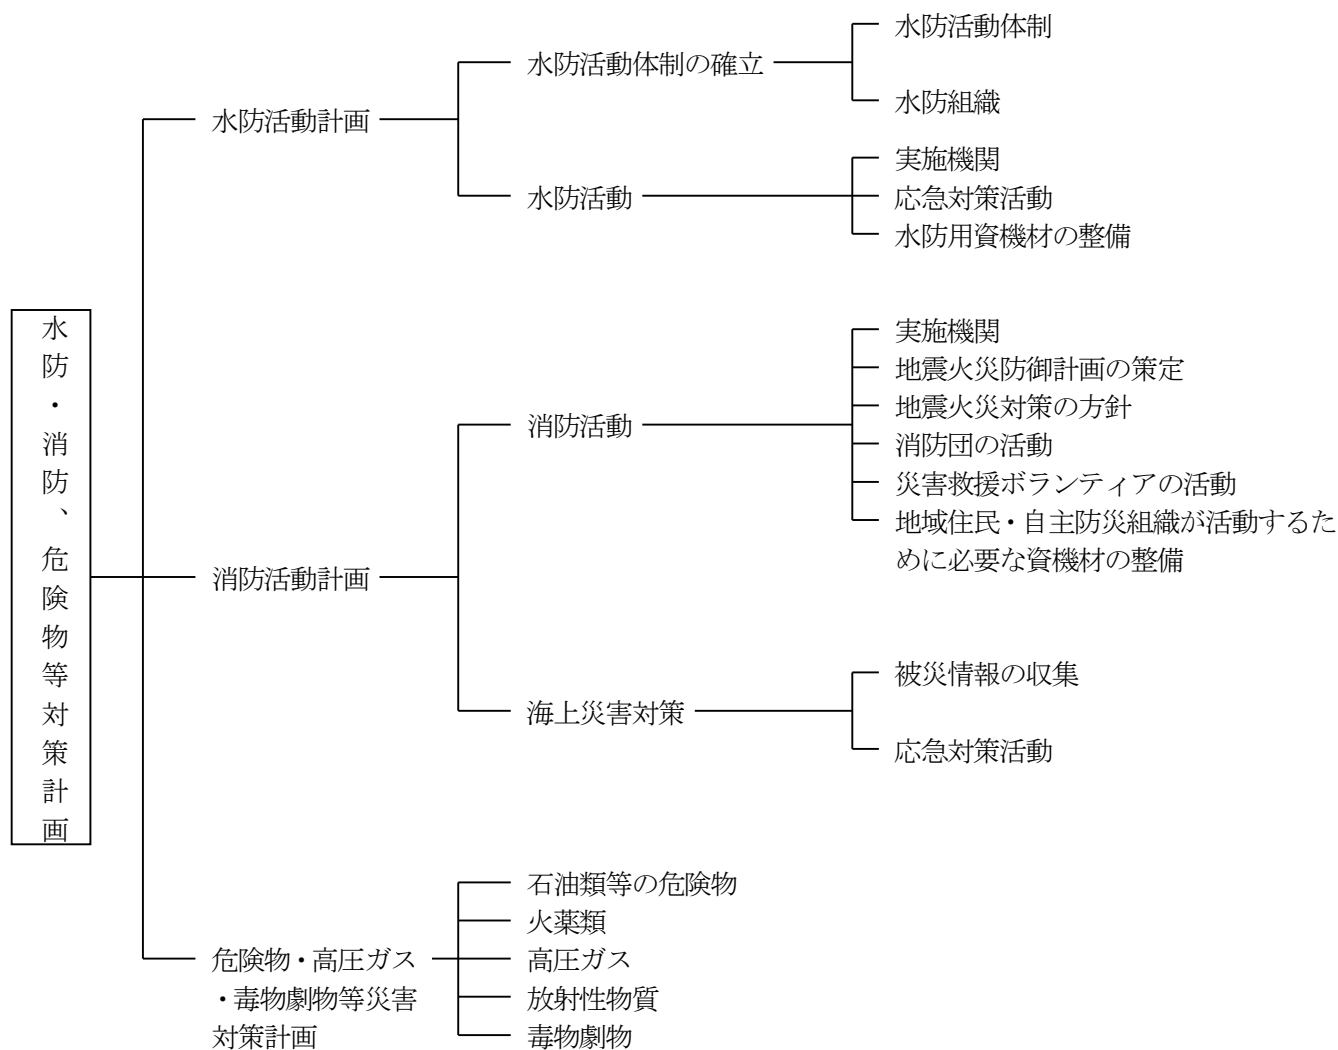 水防・消防、危険物等対策計画
水防活動計画
水防活動体制の確立
水防活動体制
水防組織
水防活動
実施機関
応急対策活動
水防用資機材の整備
消防活動計画
消防活動
実施機関
地震火災防御計画の策定
地震火災対策の方針
消防団の活動
災害救援ボランティアの活動
地域住民・自主防災組織が活動するた
めに必要な資機材の整備
海上災害対策
被災情報の収集
応急対策活動
危険物・高圧ガス
・毒物劇物等災害
対策計画
石油類等の危険物
火薬類
高圧ガス
放射性物質
毒物劇物